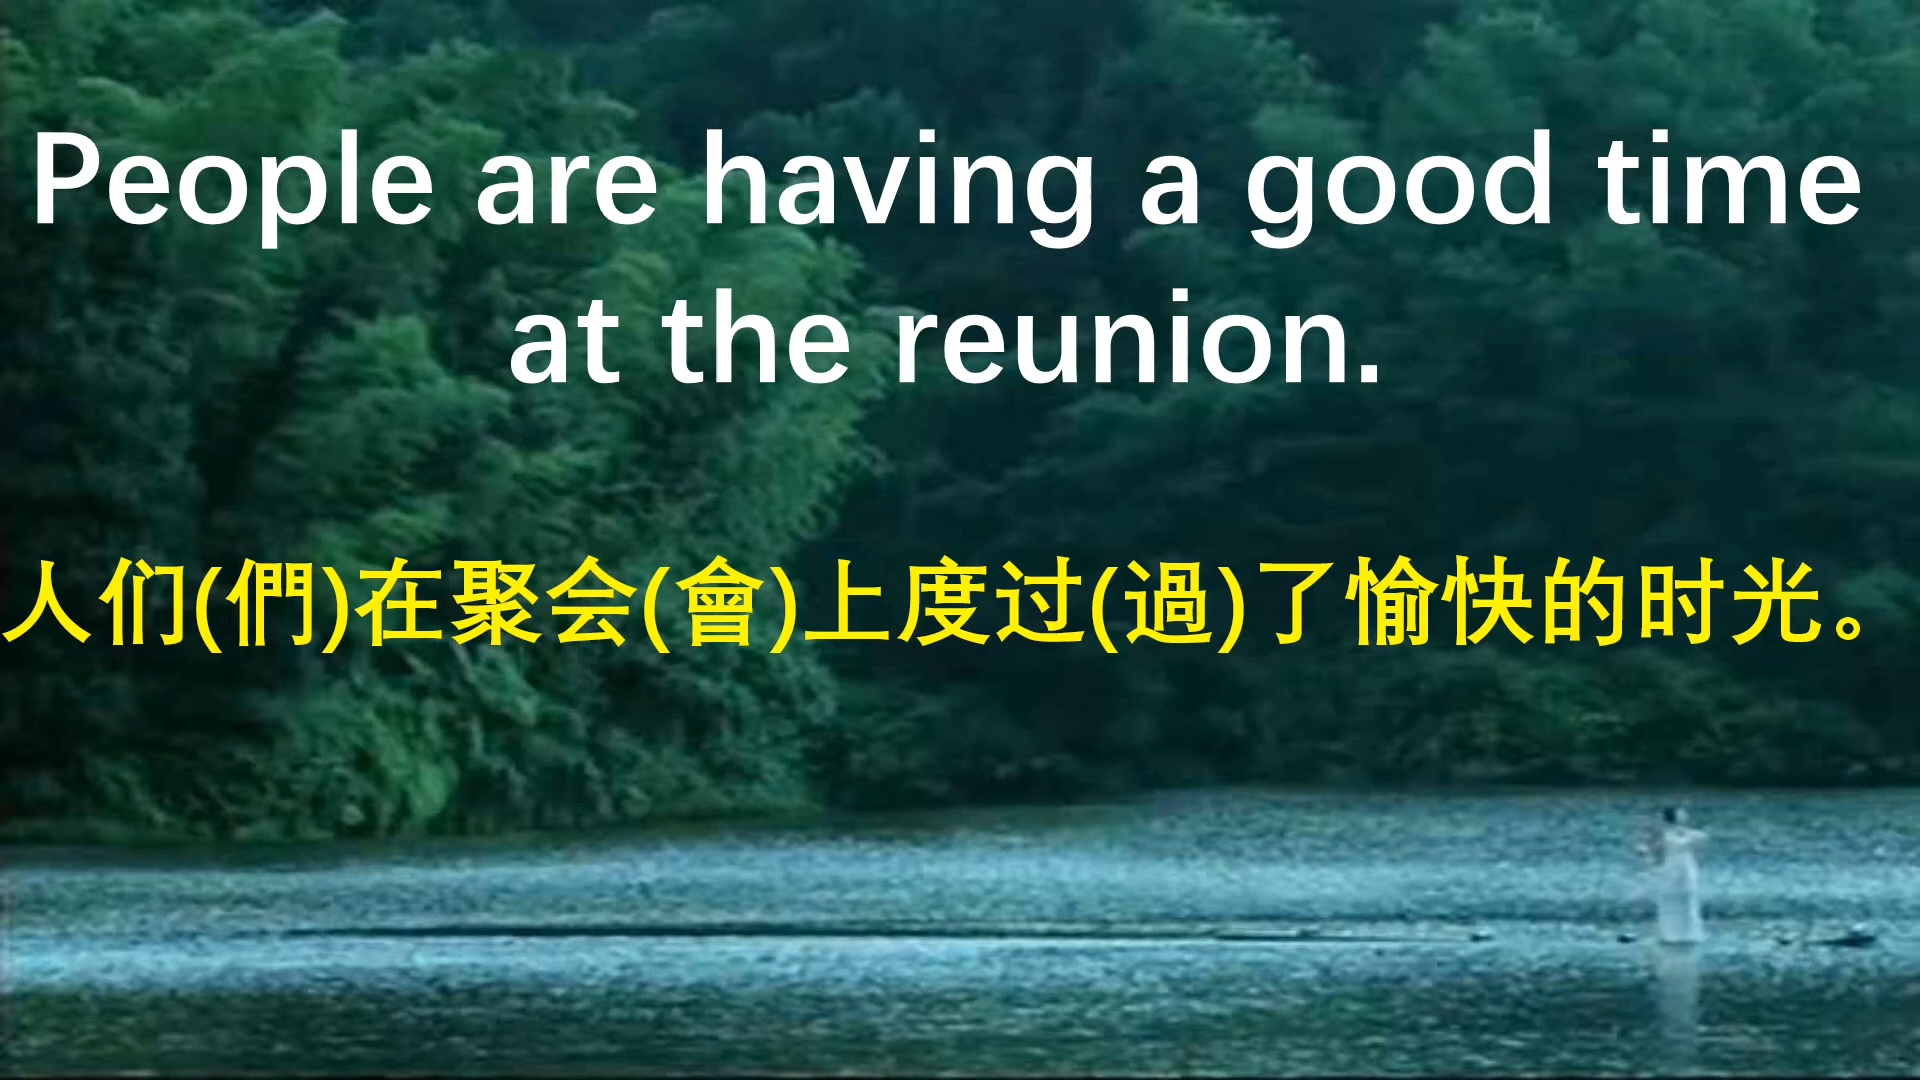 People are having a good time
at the reunion.
人们(們)在聚会(會)上度过(過)了愉快的时光。